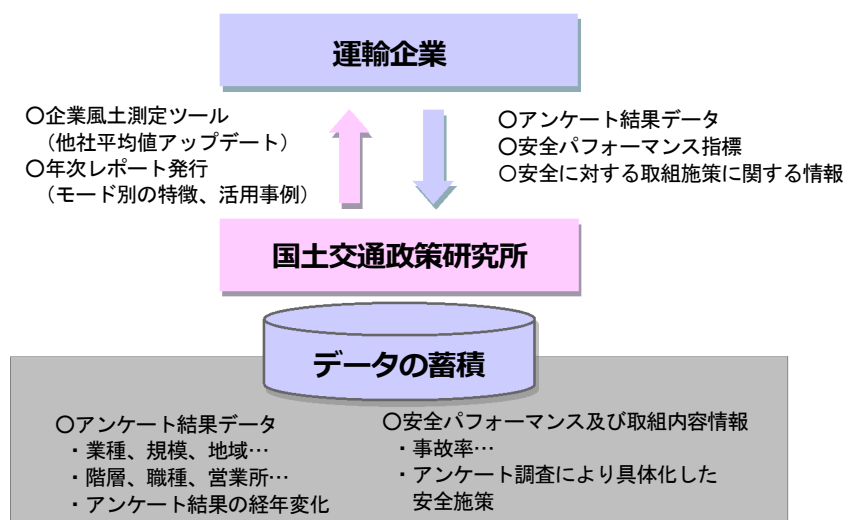 運輸企業
〇企業風土測定ツール
（他社平均値アップデート）
〇年次レポート発行
（モード別の特徴、活用事例）
〇アンケート結果データ
〇安全パフォーマンス指標
〇安全に対する取組施策に関する情報
国土交通政策研究所
データの蓄積
〇アンケート結果データ
・業種、規模、地域…
・階層、職種、営業所…
・アンケート結果の経年変化
〇安全パフォーマンス及び取組内容情報
・事故率…
・アンケート調査により具体化した
安全施策